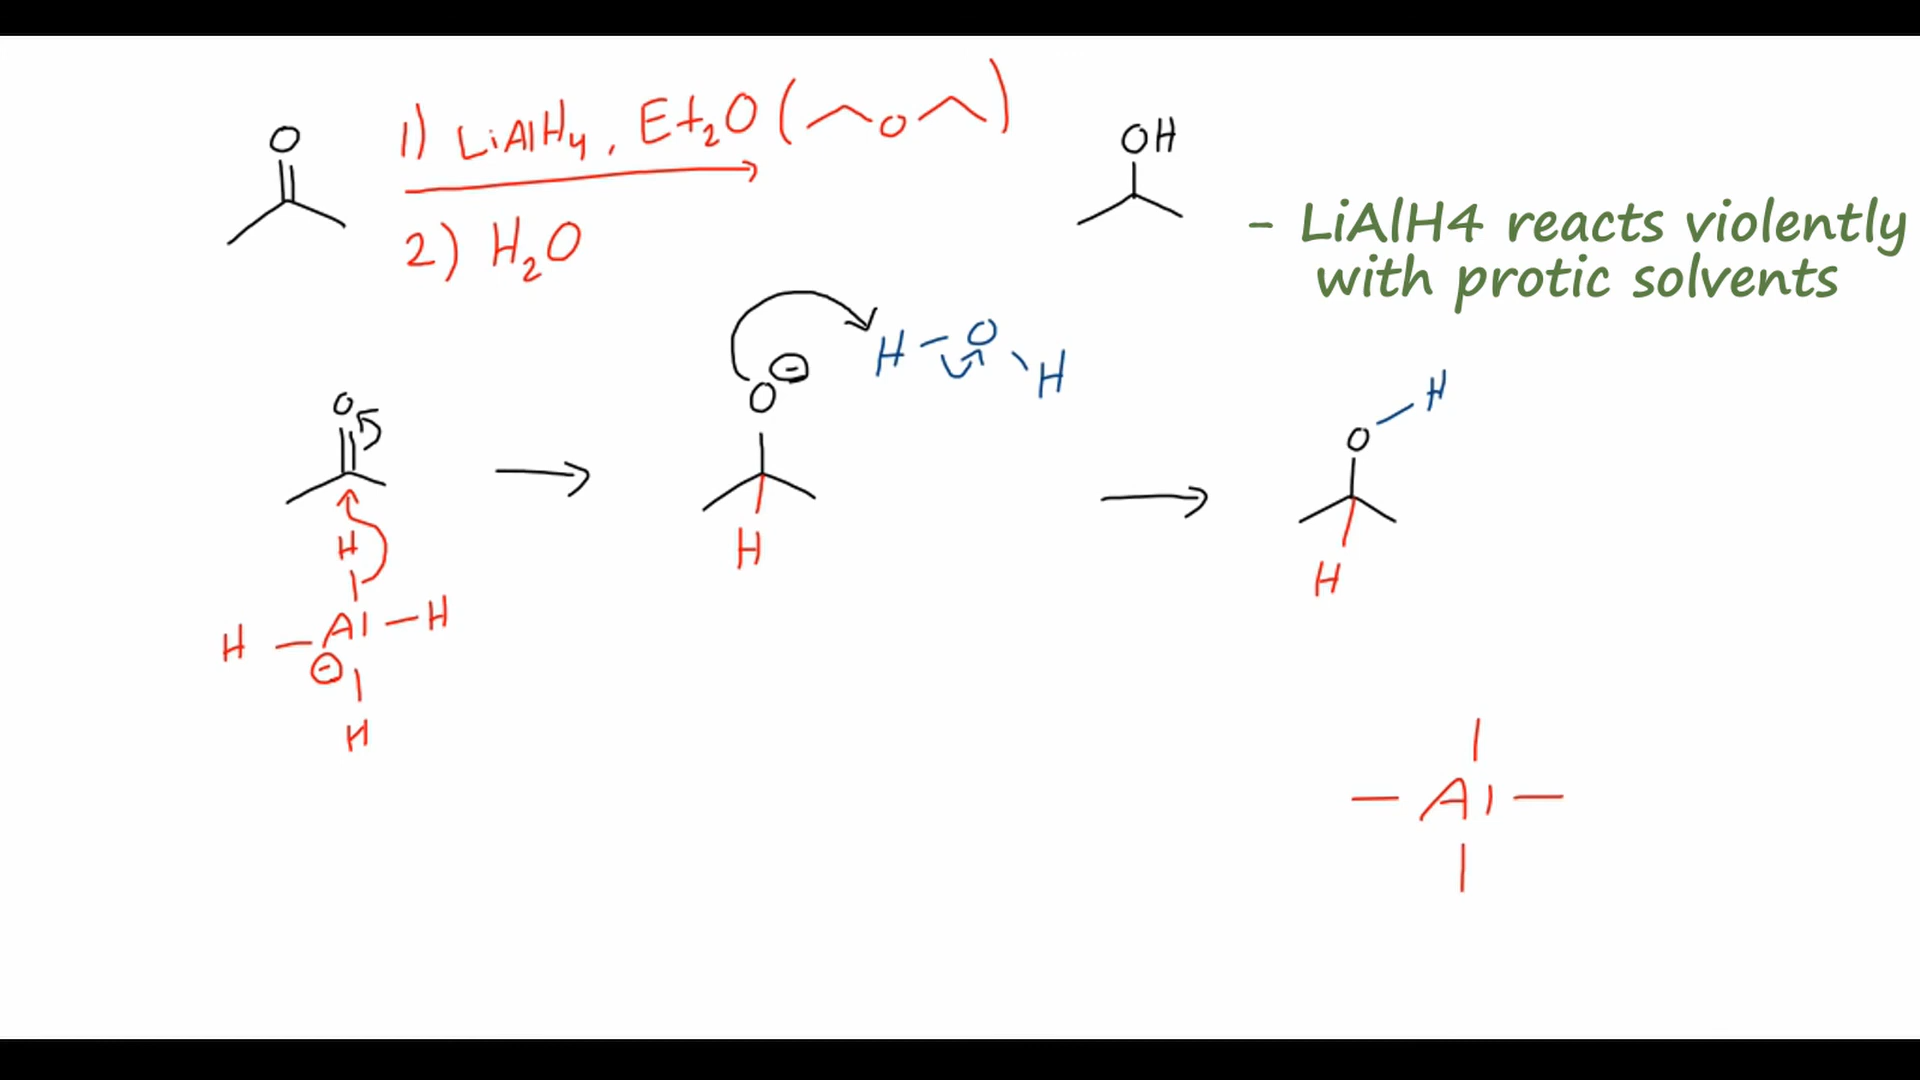 O
1) LiAlH₄, Et₂O ( O )
2) H₂O
OH
- LiAlH4 reacts violently
with protic solvents
O
H
H - Al - H
⊖
H
O ⊖
H
H - O
H
O
H
H
- Al -